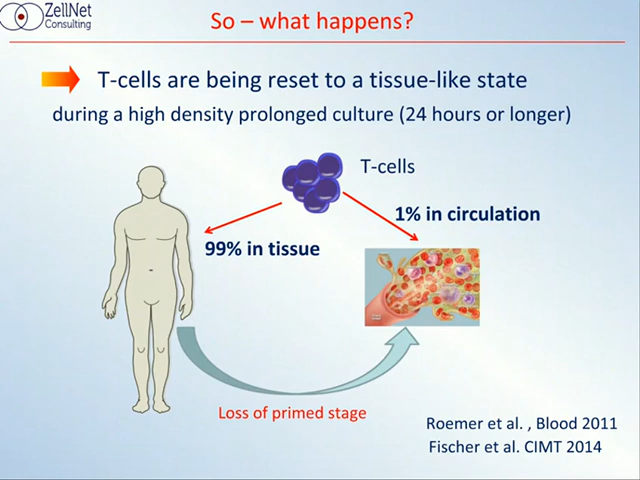 ZellNet
Consulting
So – what happens?
T-cells are being reset to a tissue-like state
during a high density prolonged culture (24 hours or longer)
T-cells
1% in circulation
99% in tissue
Loss of primed stage
Roemer et al. , Blood 2011
Fischer et al. CIMT 2014